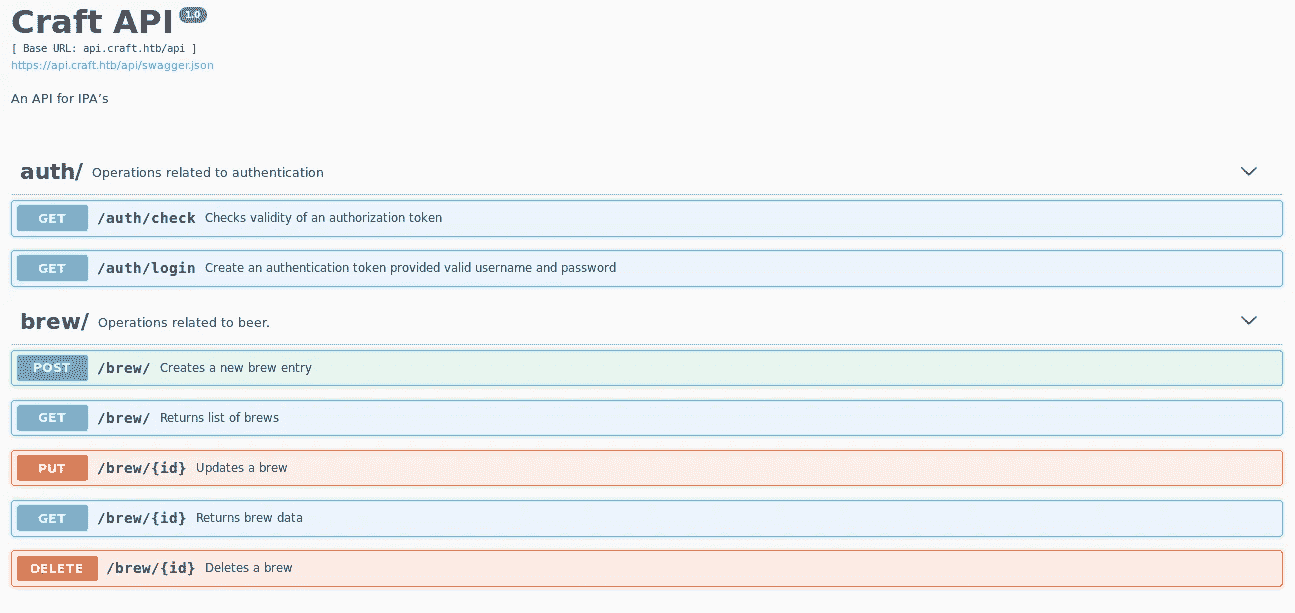 Craft API 1.0
[ Base URL: api.craft.htb/api ]
https://api.craft.htb/api/swagger.json
An API for IPA's
auth/ Operations related to authentication
GET /auth/check Checks validity of an authorization token
GET /auth/login Create an authentication token provided valid username and password
brew/ Operations related to beer.
POST /brew/ Creates a new brew entry
GET /brew/ Returns list of brews
PUT /brew/{id} Updates a brew
GET /brew/{id} Returns brew data
DELETE /brew/{id} Deletes a brew